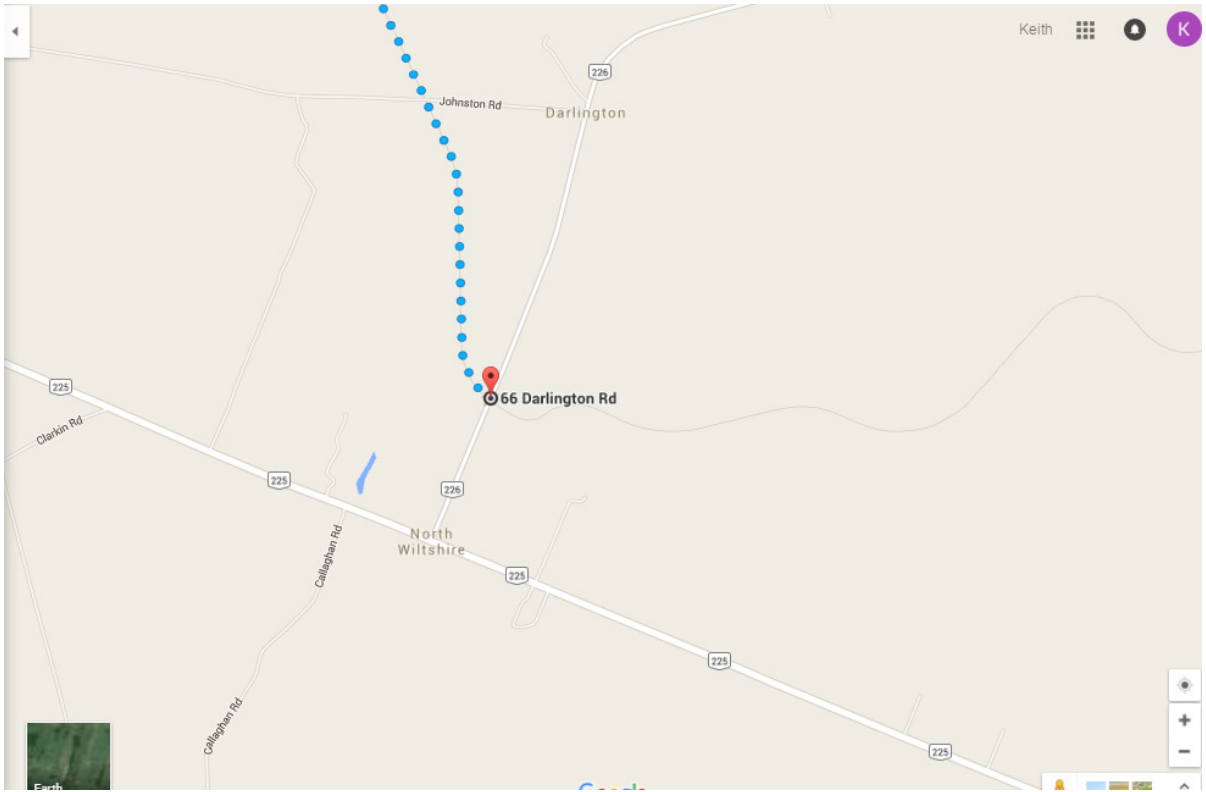 Keith
K
226
Johnston Rd
Darlington
225
66 Darlington Rd
Clarkin Rd
225
226
North
Wiltshire
Callaghan Rd
225
225
Callaghan Rd
225
Earth
Google